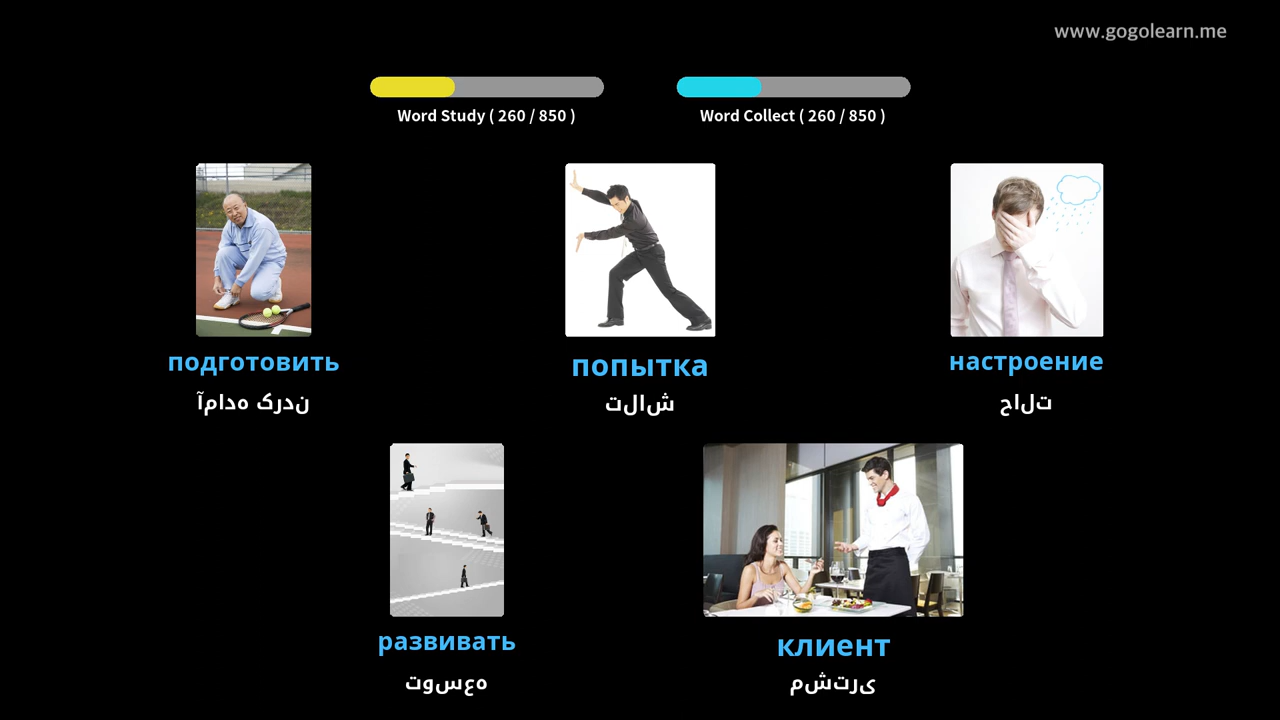 www.gogolearn.me
Word Study ( 260 / 850 )
Word Collect ( 260 / 850 )
подготовить
آماده کردن
попытка
تلاش
настроение
حالت
развивать
توسعه
клиент
مشتری